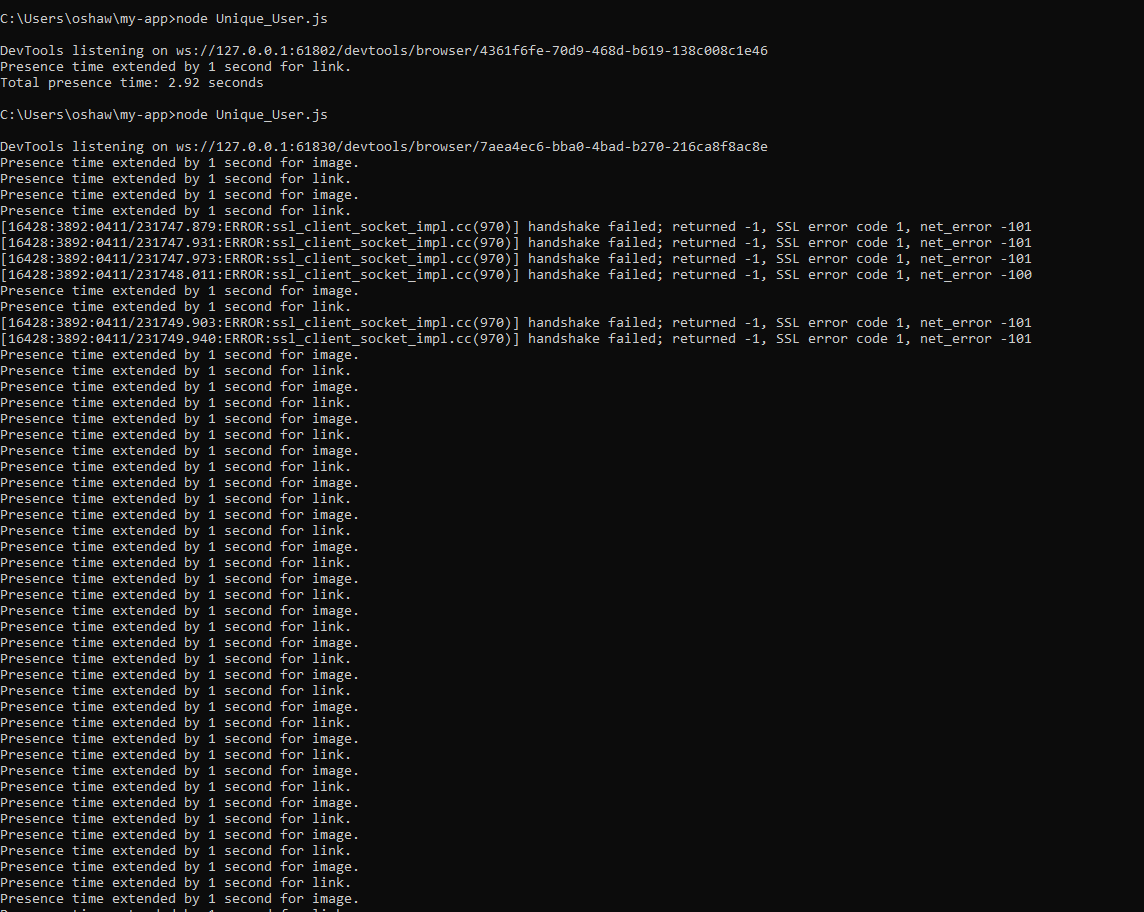 C:\Users\oshaw\my-app>node Unique_User.js
DevTools listening on ws://127.0.0.1:61802/devtools/browser/4361f6fe-70d9-468d-b619-138c008c1e46
Presence time extended by 1 second for link.
Total presence time: 2.92 seconds
C:\Users\oshaw\my-app>node Unique_User.js
DevTools listening on ws://127.0.0.1:61830/devtools/browser/7aea4ec6-bba0-4bad-b270-216ca8f8ac8e
Presence time extended by 1 second for image.
Presence time extended by 1 second for link.
Presence time extended by 1 second for image.
Presence time extended by 1 second for link.
[16428:3892:0411/231747.879:ERROR:ssl_client_socket_impl.cc(970)] handshake failed; returned -1, SSL error code 1, net_error -101
[16428:3892:0411/231747.931:ERROR:ssl_client_socket_impl.cc(970)] handshake failed; returned -1, SSL error code 1, net_error -101
[16428:3892:0411/231747.973:ERROR:ssl_client_socket_impl.cc(970)] handshake failed; returned -1, SSL error code 1, net_error -101
[16428:3892:0411/231748.011:ERROR:ssl_client_socket_impl.cc(970)] handshake failed; returned -1, SSL error code 1, net_error -100
Presence time extended by 1 second for image.
Presence time extended by 1 second for link.
[16428:3892:0411/231749.903:ERROR:ssl_client_socket_impl.cc(970)] handshake failed; returned -1, SSL error code 1, net_error -101
[16428:3892:0411/231749.940:ERROR:ssl_client_socket_impl.cc(970)] handshake failed; returned -1, SSL error code 1, net_error -101
Presence time extended by 1 second for image.
Presence time extended by 1 second for link.
Presence time extended by 1 second for image.
Presence time extended by 1 second for link.
Presence time extended by 1 second for image.
Presence time extended by 1 second for link.
Presence time extended by 1 second for image.
Presence time extended by 1 second for link.
Presence time extended by 1 second for image.
Presence time extended by 1 second for link.
Presence time extended by 1 second for image.
Presence time extended by 1 second for link.
Presence time extended by 1 second for image.
Presence time extended by 1 second for link.
Presence time extended by 1 second for image.
Presence time extended by 1 second for link.
Presence time extended by 1 second for image.
Presence time extended by 1 second for link.
Presence time extended by 1 second for image.
Presence time extended by 1 second for link.
Presence time extended by 1 second for image.
Presence time extended by 1 second for link.
Presence time extended by 1 second for image.
Presence time extended by 1 second for link.
Presence time extended by 1 second for image.
Presence time extended by 1 second for link.
Presence time extended by 1 second for image.
Presence time extended by 1 second for link.
Presence time extended by 1 second for image.
Presence time extended by 1 second for link.
Presence time extended by 1 second for image.
Presence time extended by 1 second for link.
Presence time extended by 1 second for image.
Presence time extended by 1 second for link.
Presence time extended by 1 second for image.